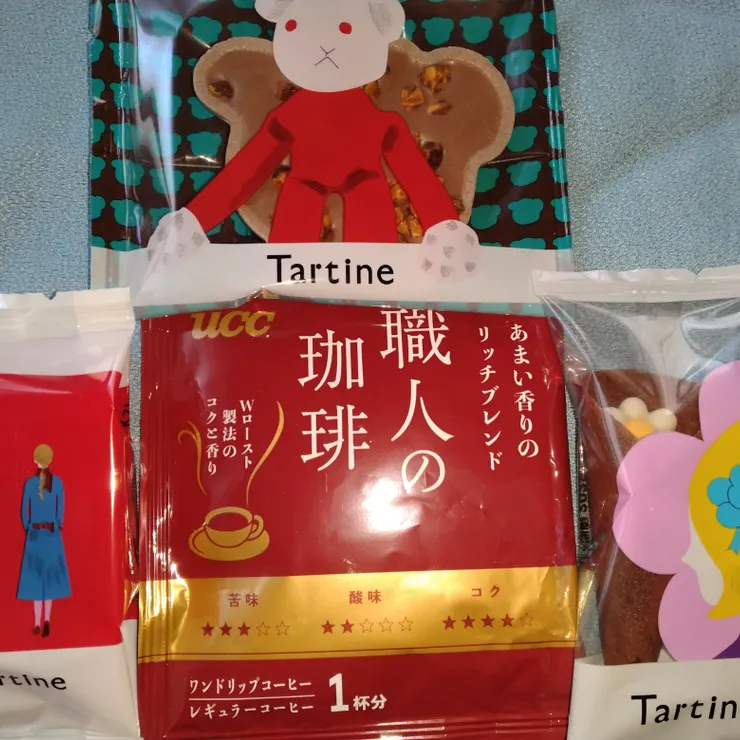 Tartine
ucc
あまい香りの
リッチブレンド
職人の
珈琲
Wロースト
製法の
コクと香り
苦味
酸味
コク
★★★☆☆
★★☆☆☆
★★★★☆
ワンドリップコーヒー
レギュラーコーヒー
1杯分
rtine
Tartin